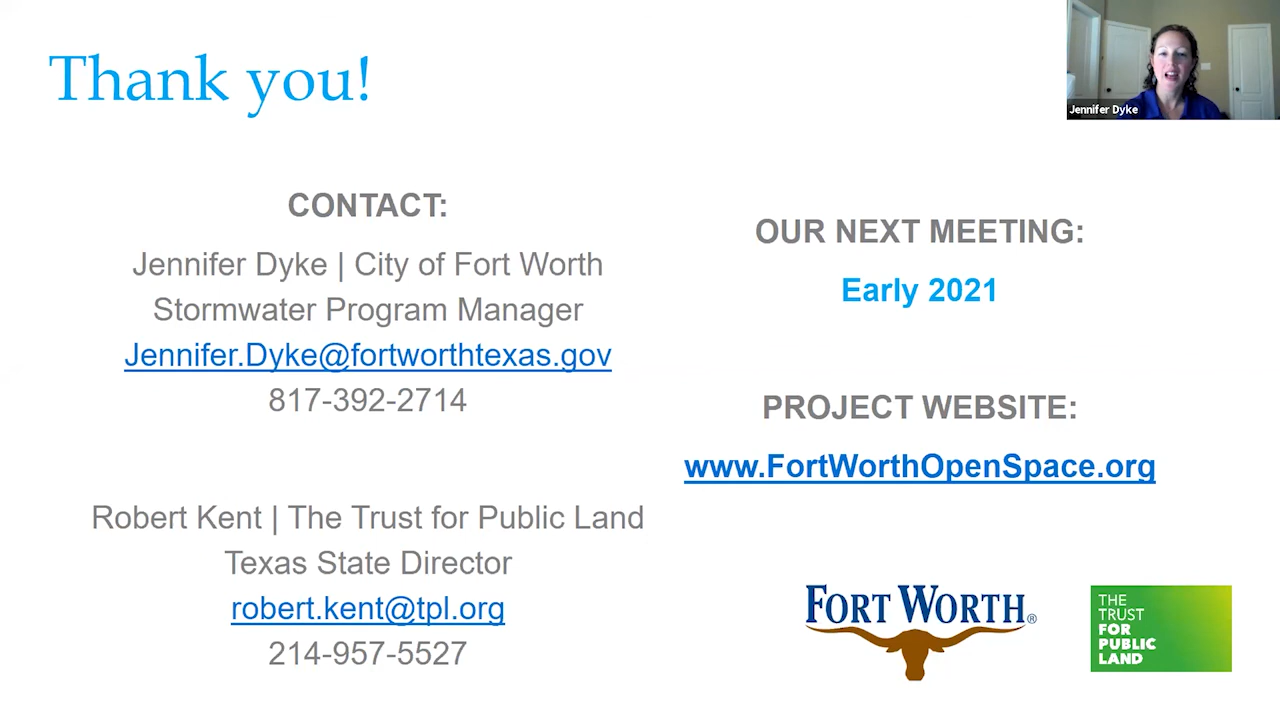 Thank you!
Jennifer Dyke
CONTACT:
Jennifer Dyke | City of Fort Worth
Stormwater Program Manager
Jennifer.Dyke@fortworthtexas.gov
817-392-2714
Robert Kent | The Trust for Public Land
Texas State Director
robert.kent@tpl.org
214-957-5527
OUR NEXT MEETING:
Early 2021
PROJECT WEBSITE:
www.FortWorthOpenSpace.org
FORT WORTH®
THE
TRUST
FOR
PUBLIC
LAND